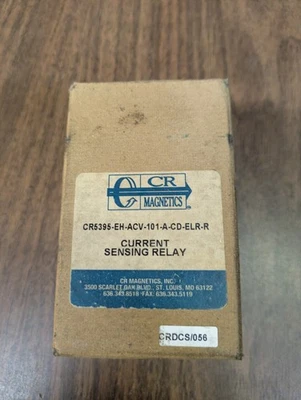 CR
MAGNETICS
CR5395-EH-ACV-101-A-CD-ELR-R
CURRENT
SENSING RELAY
CR MAGNETICS, INC.
3500 SCARLET OAK BLVD. ST. LOUIS, MO 63122
636.343.8518 FAX: 636.343.5119
CRDCS/056